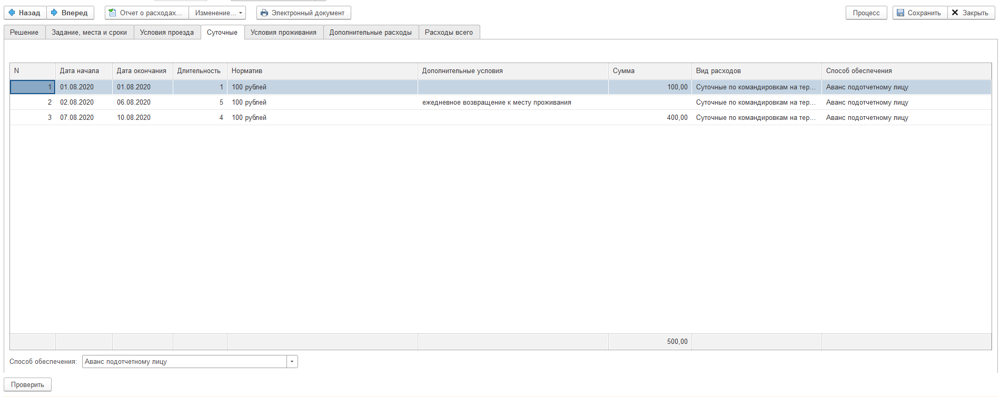 Назад Вперед Отчет о расходах... Изменение... Электронный документ Процесс Сохранить Закрыть
Решение Задание, места и сроки Условия проезда Суточные Условия проживания Дополнительные расходы Расходы всего
N Дата начала Дата окончания Длительность Норматив Дополнительные условия Сумма Вид расходов Способ обеспечения
1 01.08.2020 01.08.2020 1 100 рублей 100,00 Суточные по командировкам на тер... Аванс подотчетному лицу
2 02.08.2020 06.08.2020 5 100 рублей ежедневное возвращение к месту проживания Суточные по командировкам на тер... Аванс подотчетному лицу
3 07.08.2020 10.08.2020 4 100 рублей 400,00 Суточные по командировкам на тер... Аванс подотчетному лицу
500,00
Способ обеспечения: Аванс подотчетному лицу
Проверить